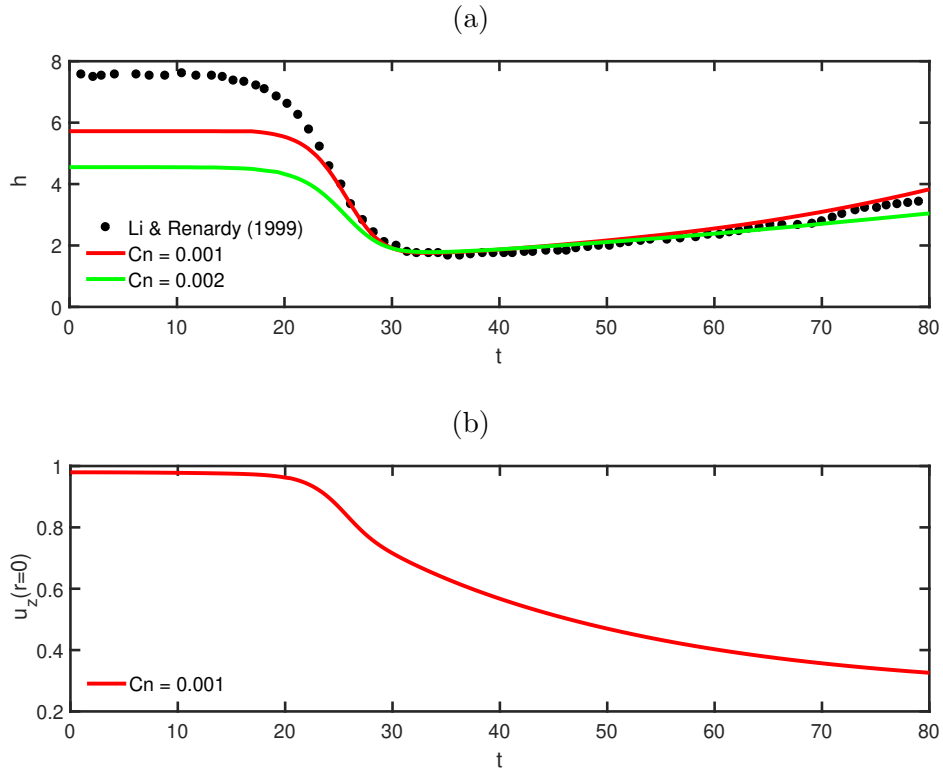 (a)
8
6
4
2
0
h
Li & Renardy (1999)
Cn = 0.001
Cn = 0.002
0 10 20 30 40 50 60 70 80
t
(b)
1
0.8
0.6
0.4
0.2
u_z(r=0)
Cn = 0.001
0 10 20 30 40 50 60 70 80
t